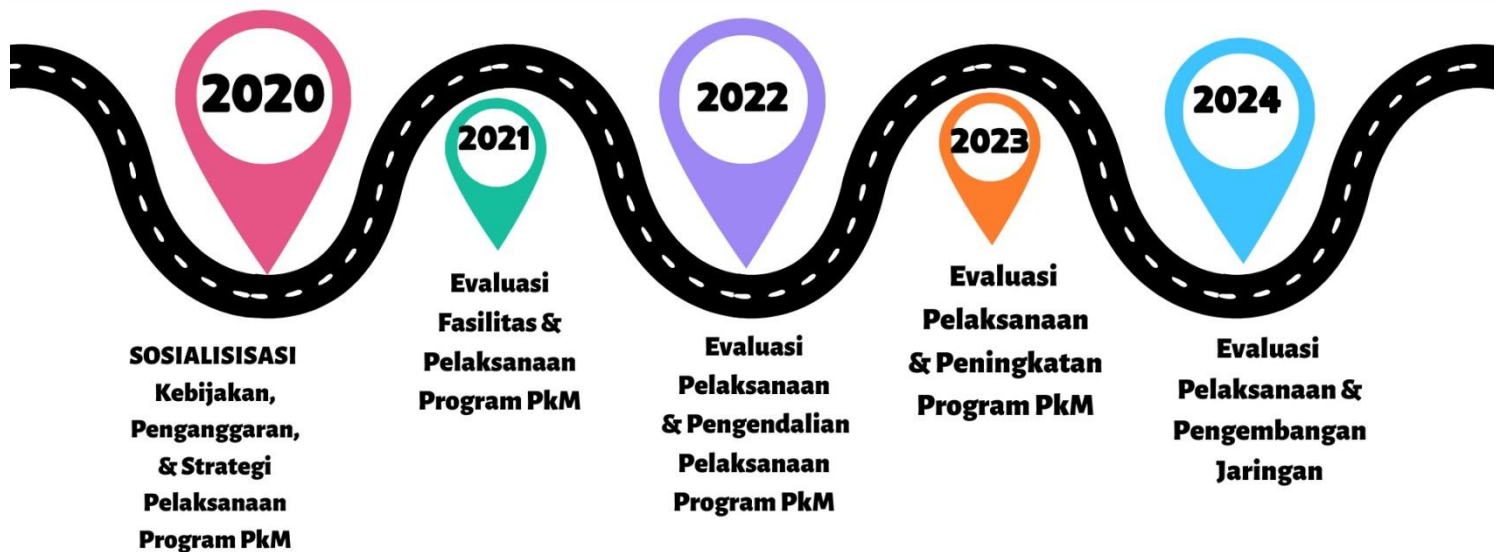 2020
SOSIALISISASI
Kebijakan,
Penganggaran,
& Strategi
Pelaksanaan
Program PkM
2021
Evaluasi
Fasilitas &
Pelaksanaan
Program PkM
2022
Evaluasi
Pelaksanaan
& Pengendalian
Pelaksanaan
Program PkM
2023
Evaluasi
Pelaksanaan
& Peningkatan
Program PkM
2024
Evaluasi
Pelaksanaan &
Pengembangan
Jaringan